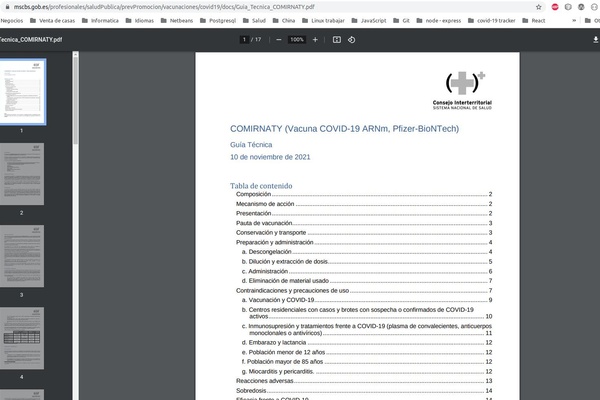 mscbs.gob.es/profesionales/saludPublica/prevPromocion/vacunaciones/covid19/docs/Guia_Tecnica_COMIRNATY.pdf
Negocios Venta de casas Informatica Idiomas Netbeans Postgresql Salud China Linux trabajar JavaScript Git node - express covid-19 tracker React Otros
Tecnica_COMIRNATY.pdf 1 / 17 100%
Consejo Interterritorial
SISTEMA NACIONAL DE SALUD
COMIRNATY (Vacuna COVID-19 ARNm, Pfizer-BioNTech)
Guía Técnica
10 de noviembre de 2021
Tabla de contenido
Composición 2
Mecanismo de acción 2
Presentación 2
Pauta de vacunación 3
Conservación y transporte 3
Preparación y administración 4
a. Descongelación 4
b. Dilución y extracción de dosis 5
c. Administración 6
d. Eliminación de material usado 7
Contraindicaciones y precauciones de uso 7
a. Vacunación y COVID-19 9
b. Centros residenciales con casos y brotes con sospecha o confirmados de COVID-19
activos 10
c. Inmunosupresión y tratamientos frente a COVID-19 (plasma de convalecientes, anticuerpos
monoclonales o antivíricos) 11
d. Embarazo y lactancia 12
e. Población menor de 12 años 12
f. Población mayor de 85 años 12
g. Miocarditis y pericarditis. 12
Reacciones adversas 13
Sobredosis 14
Eficacia frente a COVID-19 14
1
2
3
4